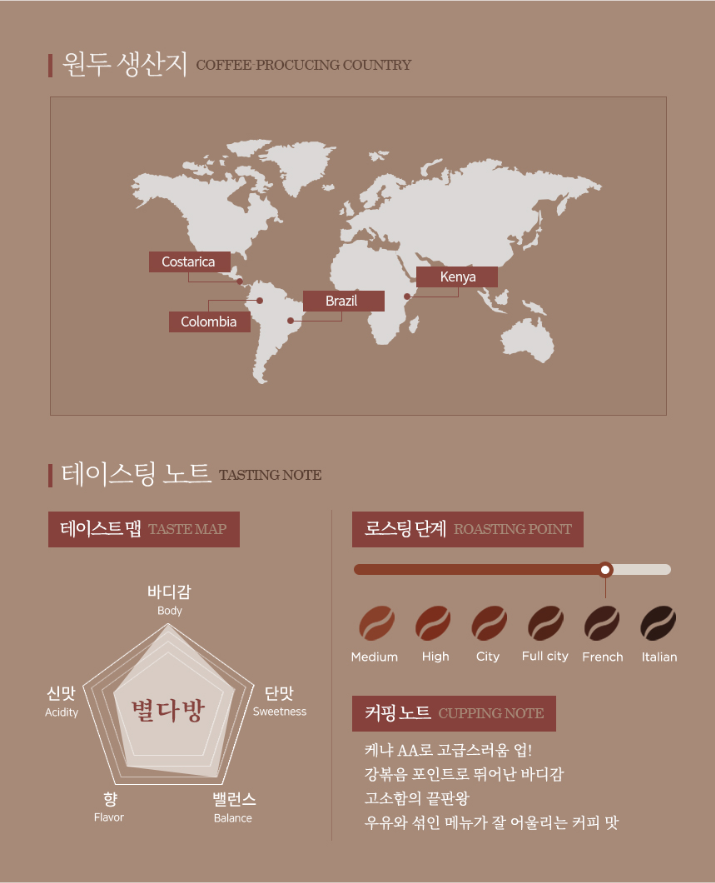 원두 생산지 COFFEE-PROCUCING COUNTRY
Costarica
Kenya
Brazil
Colombia
테이스팅 노트 TASTING NOTE
테이스트 맵 TASTE MAP
바디감
Body
신맛
Acidity
단맛
Sweetness
별다방
향
Flavor
밸런스
Balance
로스팅 단계 ROASTING POINT
Medium High City Full city French Italian
커핑 노트 CUPPING NOTE
케냐 AA로 고급스러움 업!
강볶음 포인트로 뛰어난 바디감
고소함의 끝판왕
우유와 섞인 메뉴가 잘 어울리는 커피 맛